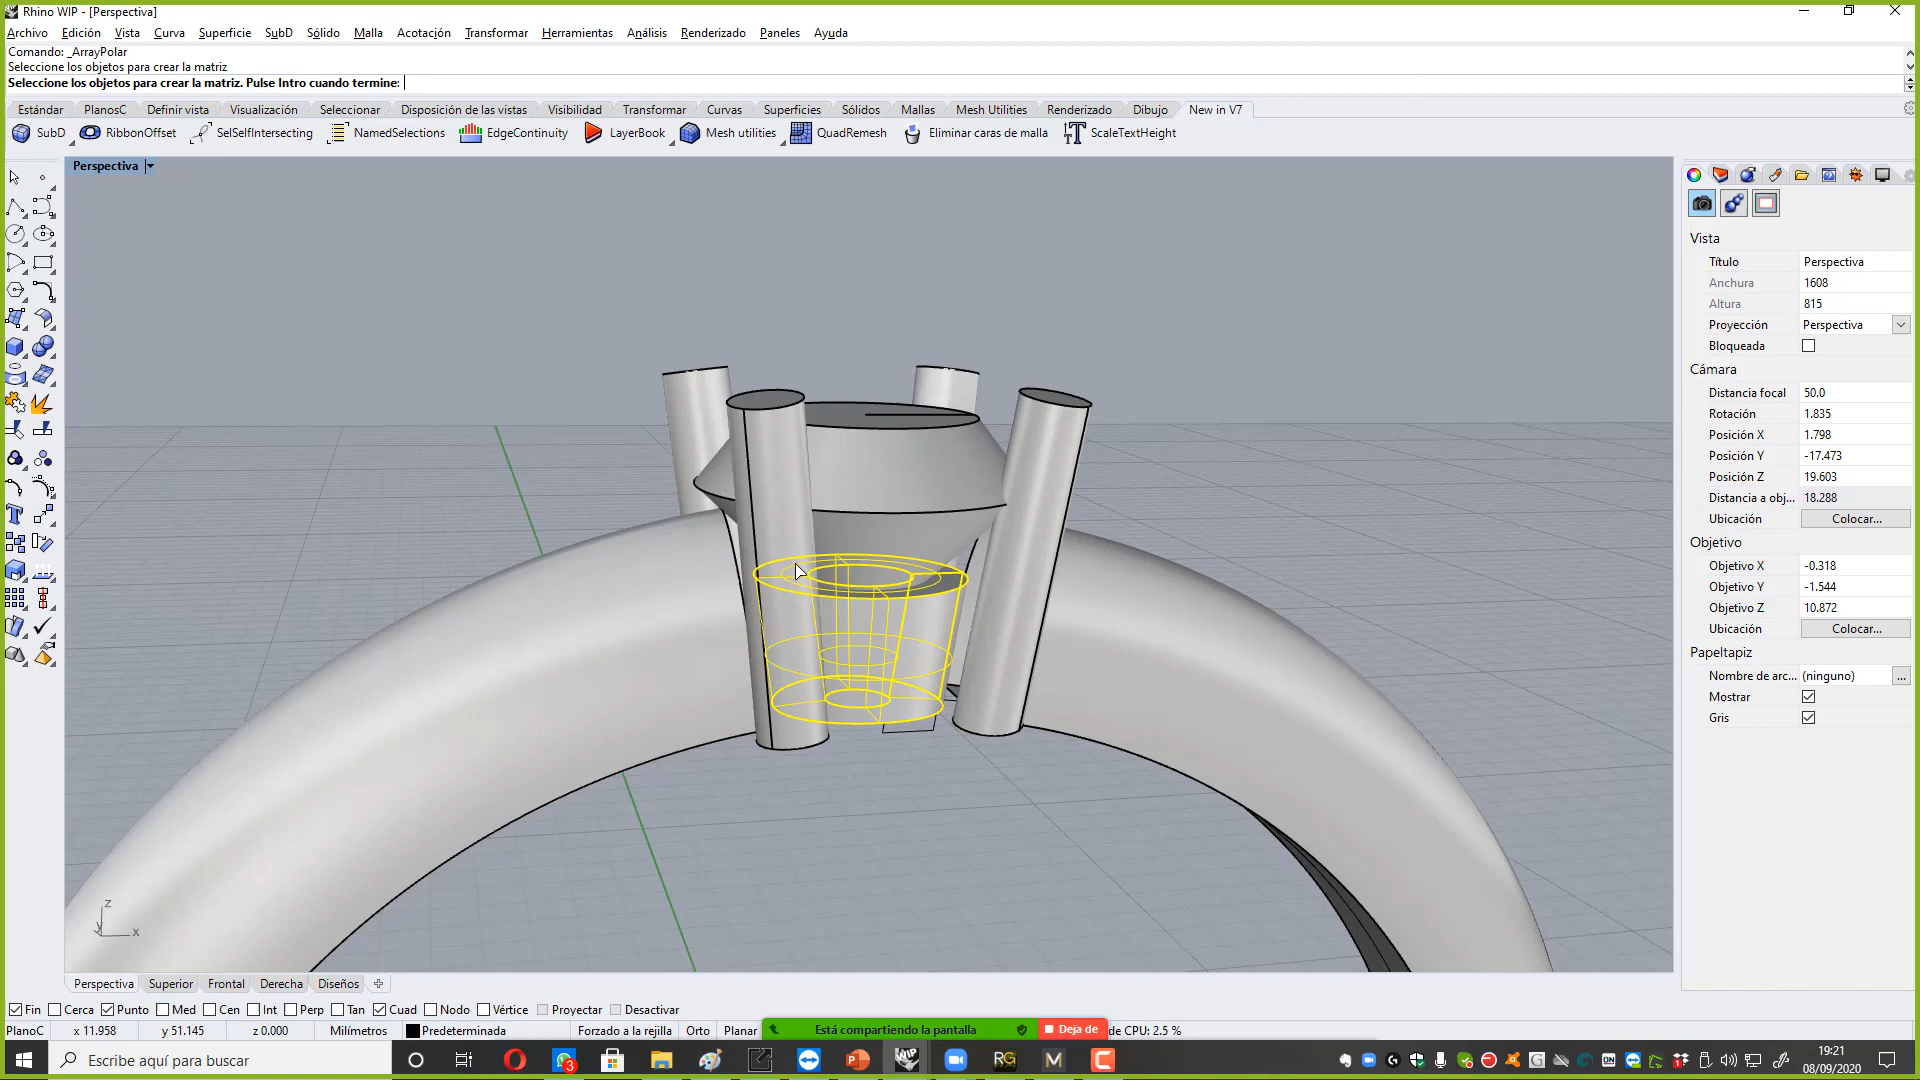 Rhino WIP - [Perspectiva]
Archivo Edición Vista Curva Superficie SubD Sólido Malla Acotación Transformar Herramientas Análisis Renderizado Paneles Ayuda
Comando: _ArrayPolar
Seleccione los objetos para crear la matriz
Seleccione los objetos para crear la matriz. Pulse Intro cuando termine:
Estándar PlanosC Definir vista Visualización Seleccionar Disposición de las vistas Visibilidad Transformar Curvas Superficies Sólidos Mallas Mesh Utilities Renderizado Dibujo New in V7
SubD RibbonOffset SelSelfIntersecting NamedSelections EdgeContinuity LayerBook Mesh utilities QuadRemesh Eliminar caras de malla ScaleTextHeight
Perspectiva
Vista
Título Perspectiva
Anchura 1608
Altura 815
Proyección Perspectiva
Bloqueada
Cámara
Distancia focal 50.0
Rotación 1.835
Posición X 1.798
Posición Y -17.473
Posición Z 19.603
Distancia a obj... 18.288
Ubicación Colocar...
Objetivo
Objetivo X -0.318
Objetivo Y -1.544
Objetivo Z 10.872
Ubicación Colocar...
Papeltapiz
Nombre de arc... (ninguno) ...
Mostrar
Gris
z
y x
Perspectiva Superior Frontal Derecha Diseños
Fin Cerca Punto Med Cen Int Perp Tan Cuad Nodo Vértice Proyectar Desactivar
PlanoC x 11.958 y 51.145 z 0.000 Milímetros Predeterminada Forzado a la rejilla Orto Planar Está compartiendo la pantalla Deja de de CPU: 2.5 %
Escribe aquí para buscar
3
WIP
RG
M
ON
19:21
08/09/2020